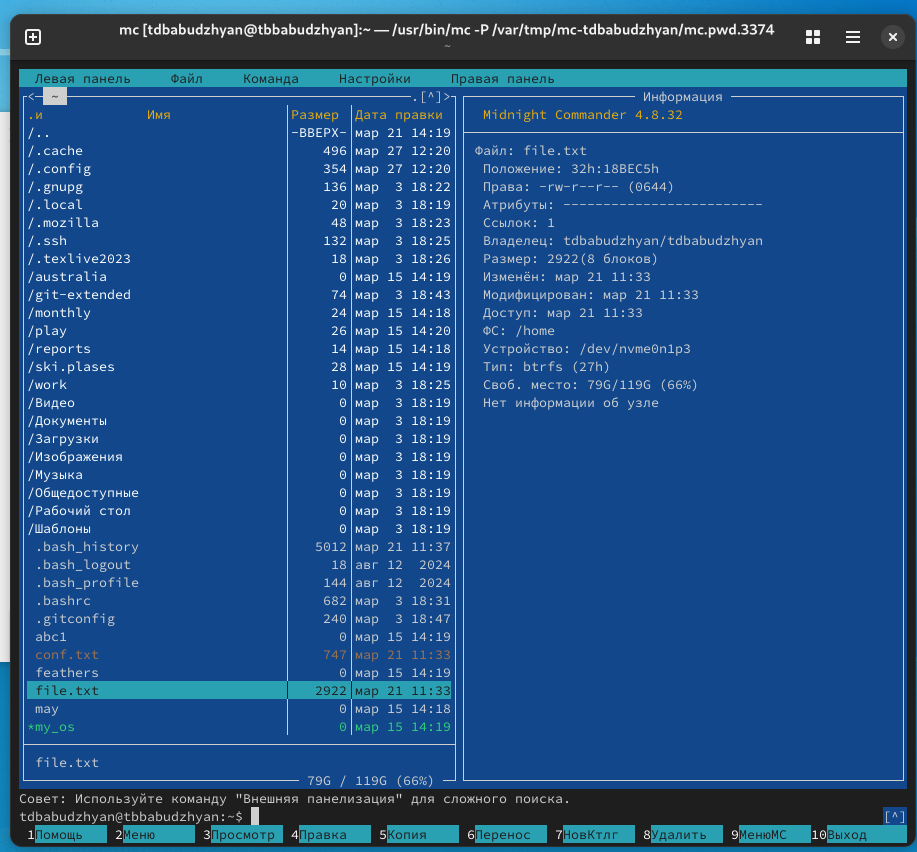 mc [tdbabudzhyan@tbbabudzhyan]:~ — /usr/bin/mc -P /var/tmp/mc-tdbabudzhyan/mc.pwd.3374
~
Левая панель Файл Команда Настройки Правая панель
<─ ~ .[^]>
.и Имя Размер Дата правки
/.. -ВВЕРХ- мар 21 14:19
/.cache 496 мар 27 12:20
/.config 354 мар 27 12:20
/.gnupg 136 мар 3 18:22
/.local 20 мар 3 18:19
/.mozilla 48 мар 3 18:23
/.ssh 132 мар 3 18:25
/.texlive2023 18 мар 3 18:26
/australia 0 мар 15 14:19
/git-extended 74 мар 3 18:43
/monthly 24 мар 15 14:18
/play 26 мар 15 14:20
/reports 14 мар 15 14:18
/ski.plases 28 мар 15 14:19
/work 10 мар 3 18:25
/Видео 0 мар 3 18:19
/Документы 0 мар 3 18:19
/Загрузки 0 мар 3 18:19
/Изображения 0 мар 3 18:19
/Музыка 0 мар 3 18:19
/Общедоступные 0 мар 3 18:19
/Рабочий стол 0 мар 3 18:19
/Шаблоны 0 мар 3 18:19
.bash_history 5012 мар 21 11:37
.bash_logout 18 авг 12 2024
.bash_profile 144 авг 12 2024
.bashrc 682 мар 3 18:31
.gitconfig 240 мар 3 18:47
abc1 0 мар 15 14:19
conf.txt 747 мар 21 11:33
feathers 0 мар 15 14:19
file.txt 2922 мар 21 11:33
may 0 мар 15 14:18
*my_os 0 мар 15 14:19
file.txt
79G / 119G (66%)
Информация
Midnight Commander 4.8.32
Файл: file.txt
Положение: 32h:18BEC5h
Права: -rw-r--r-- (0644)
Атрибуты: -------------------------
Ссылок: 1
Владелец: tdbabudzhyan/tdbabudzhyan
Размер: 2922(8 блоков)
Изменён: мар 21 11:33
Модифицирован: мар 21 11:33
Доступ: мар 21 11:33
ФС: /home
Устройство: /dev/nvme0n1p3
Тип: btrfs (27h)
Своб. место: 79G/119G (66%)
Нет информации об узле
Совет: Используйте команду "Внешняя панелизация" для сложного поиска.
tdbabudzhyan@tbbabudzhyan:~$ [^]
1Помощь 2Меню 3Просмотр 4Правка 5Копия 6Перенос 7НовКтлг 8Удалить 9МенюMC 10Выход